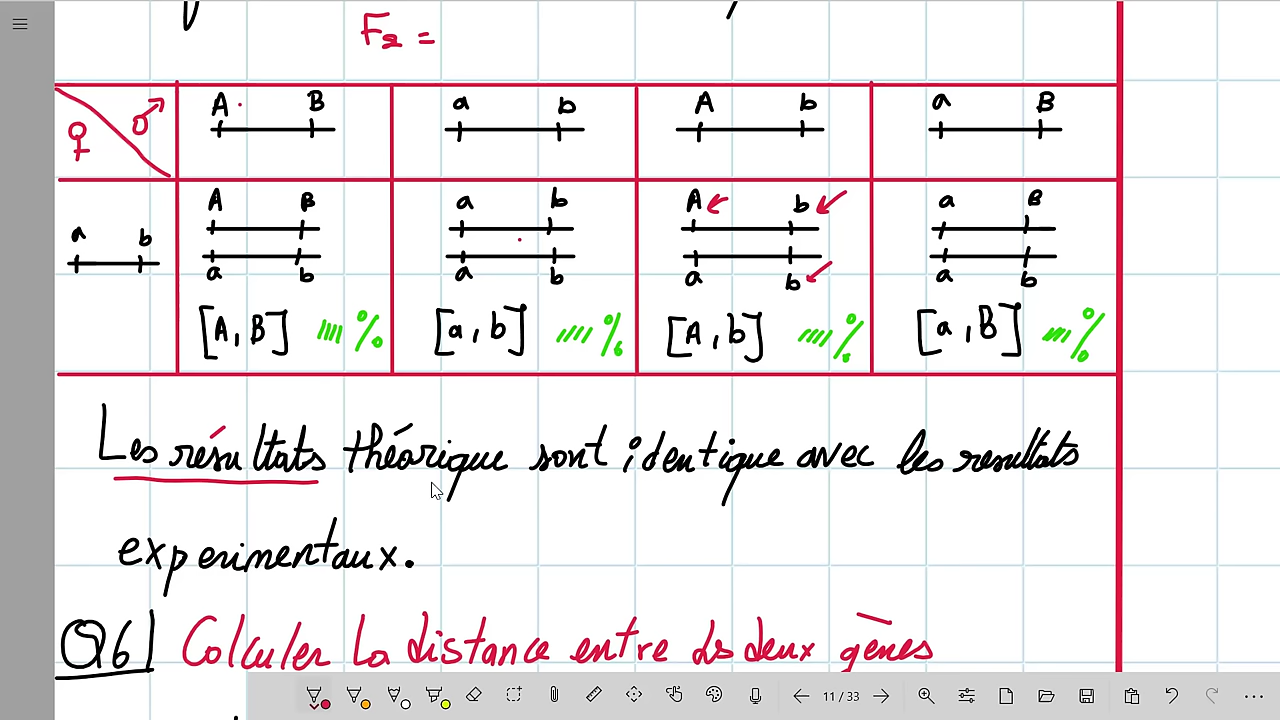 F2 =
♀ ♂
A B
a b
A b
a B
a b
A B
a b
[A, B] %
a b
a b
[a, b] %
A b
a b
[A, b] %
a B
a b
[a, B] %
Les résultats théorique sont identique avec les resultats
experimentaux.
Q6 Calculer la distance entre les deux gènes
11 / 33